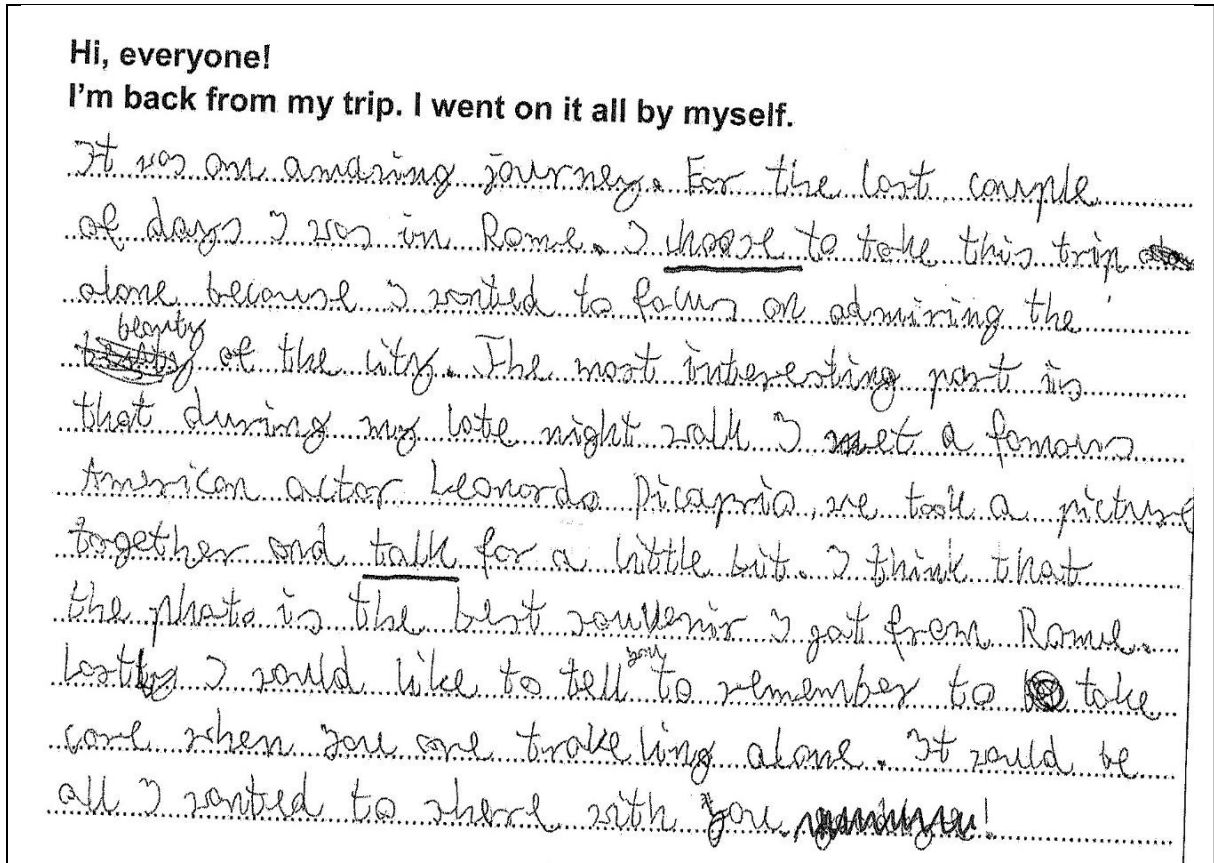 Hi, everyone!
I'm back from my trip. I went on it all by myself.
It was an amazing journey. For the last couple
of days I was in Rome. I choose to take this trip
alone because I wanted to focus on admiring the
beauty of the city. The most interesting part is
that during my late night walk I met a famous
American actor Leonardo Dicaprio, we took a picture
together and talk for a little bit. I think that
the photo is the best souvenir I got from Rome.
Lastly I would like to tell you to remember to take
care when you are traveling alone. It would be
all I wanted to share with you!